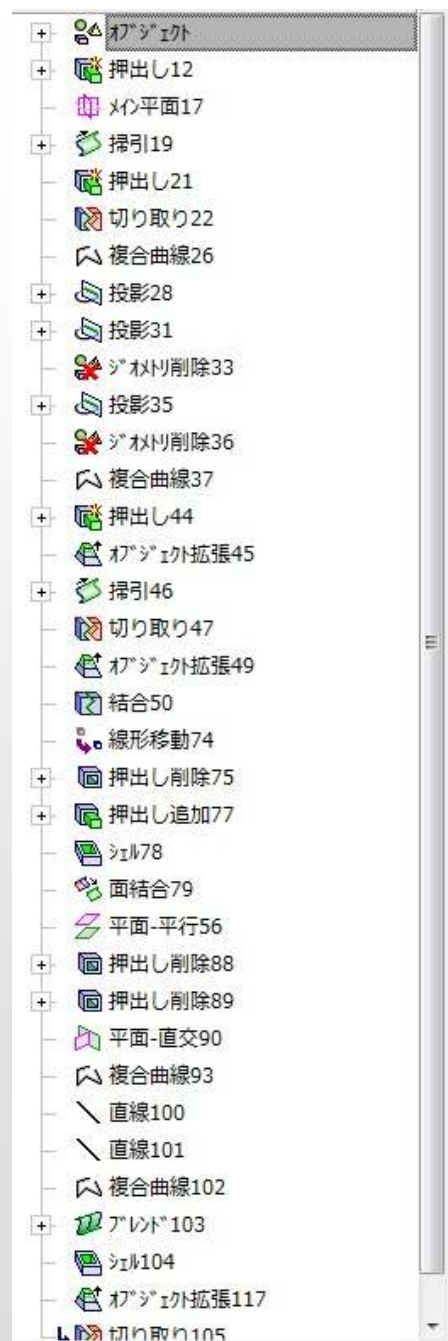 ｵﾌﾞｼﾞｪｸﾄ
押出し12
ﾒｲﾝ平面17
掃引19
押出し21
切り取り22
複合曲線26
投影28
投影31
ｼﾞｵﾒﾄﾘ削除33
投影35
ｼﾞｵﾒﾄﾘ削除36
複合曲線37
押出し44
ｵﾌﾞｼﾞｪｸﾄ拡張45
掃引46
切り取り47
ｵﾌﾞｼﾞｪｸﾄ拡張49
結合50
線形移動74
押出し削除75
押出し追加77
ｼｪﾙ78
面結合79
平面-平行56
押出し削除88
押出し削除89
平面-直交90
複合曲線93
直線100
直線101
複合曲線102
ﾌﾞﾚﾝﾄﾞ103
ｼｪﾙ104
ｵﾌﾞｼﾞｪｸﾄ拡張117
切り取り105